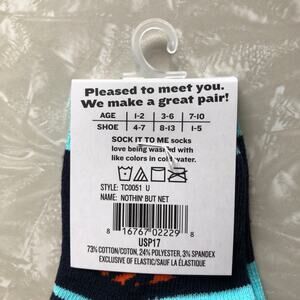 Pleased to meet you.
We make a great pair!
AGE 1-2 3-6 7-10
SHOE 4-7 8-13 1-5
SOCK IT TO ME socks
love being washed with
like colors in cold water.
STYLE: TC0051 U
NAME: NOTHIN' BUT NET
8 16767 02229 8
USP17
73% COTTON/COTON, 24% POLYESTER, 3% SPANDEX
EXCLUSIVE OF ELASTIC/SAUF LA ÉLASTIQUE